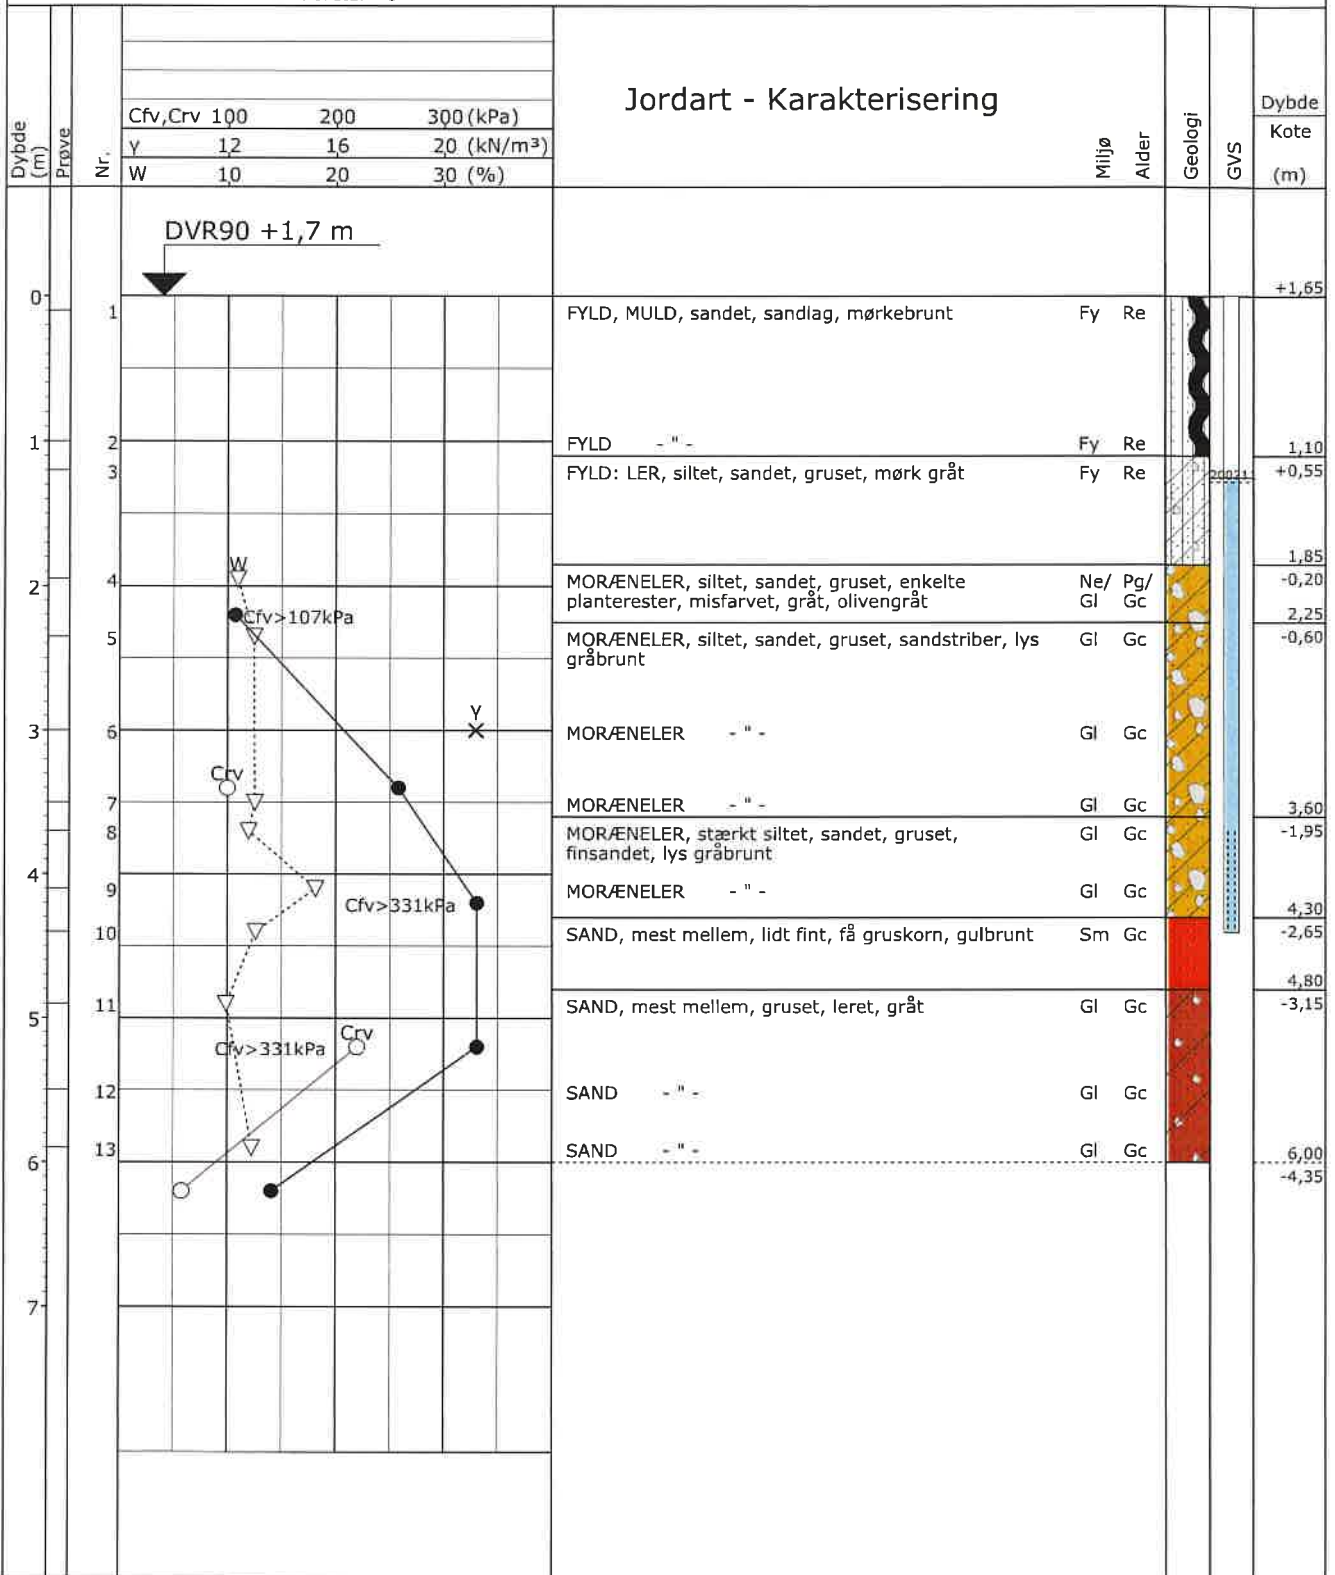 Jordart - Karakterisering
Dybde (m)
Prøve
Nr.
Cfv,Crv 100 200 300 (kPa)
γ 12 16 20 (kN/m³)
W 10 20 30 (%)
Miljø
Alder
Geologi
GVS
Dybde
Kote
(m)
DVR90 +1,7 m
0 +1,65
1 FYLD, MULD, sandet, sandlag, mørkebrunt Fy Re
1 2 FYLD - " - Fy Re 1,10
3 FYLD: LER, siltet, sandet, gruset, mørk gråt Fy Re +0,55
W 1,85
2 4 MORÆNELER, siltet, sandet, gruset, enkelte Ne/ Pg/ -0,20
planterester, misfarvet, gråt, olivengråt Gl Gc
Cfv>107kPa 2,25
5 MORÆNELER, siltet, sandet, gruset, sandstriber, lys Gl Gc -0,60
gråbrunt
γ
3 6 MORÆNELER - " - Gl Gc
Crv
7 MORÆNELER - " - Gl Gc 3,60
8 MORÆNELER, stærkt siltet, sandet, gruset, Gl Gc -1,95
finsandet, lys gråbrunt
4
9 MORÆNELER - " - Gl Gc
Cfv>331kPa 4,30
10 SAND, mest mellem, lidt fint, få gruskorn, gulbrunt Sm Gc -2,65
4,80
11 SAND, mest mellem, gruset, leret, gråt Gl Gc -3,15
5
Crv
Cfv>331kPa
12 SAND - " - Gl Gc
13 SAND - " - Gl Gc 6,00
6 -4,35
7